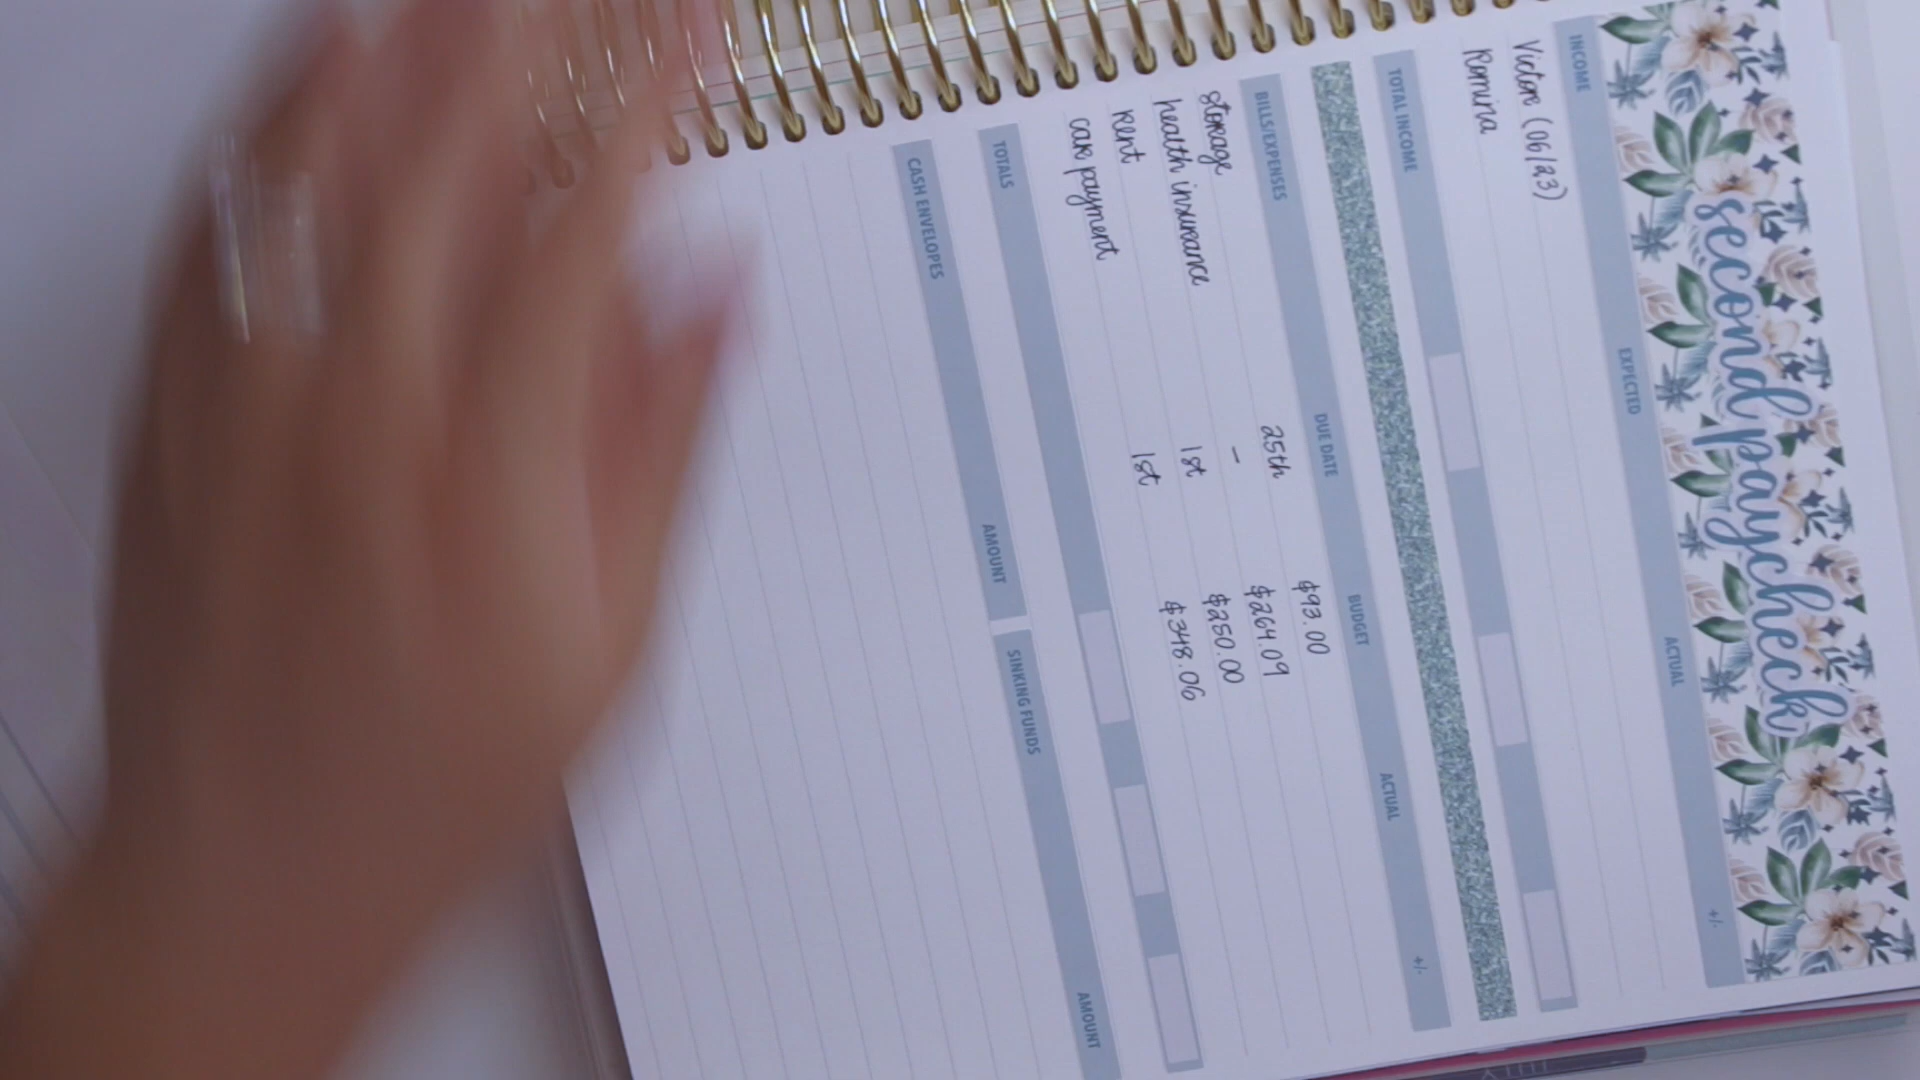 second paycheck
INCOME EXPECTED ACTUAL +/-
Victor (06/23)
Romina
TOTAL INCOME
BILLS/EXPENSES DUE DATE BUDGET ACTUAL +/-
storage 25th $93.00
health insurance - $264.09
Rent 1st $250.00
car payment 1st $348.06
TOTALS
CASH ENVELOPES AMOUNT SINKING FUNDS AMOUNT